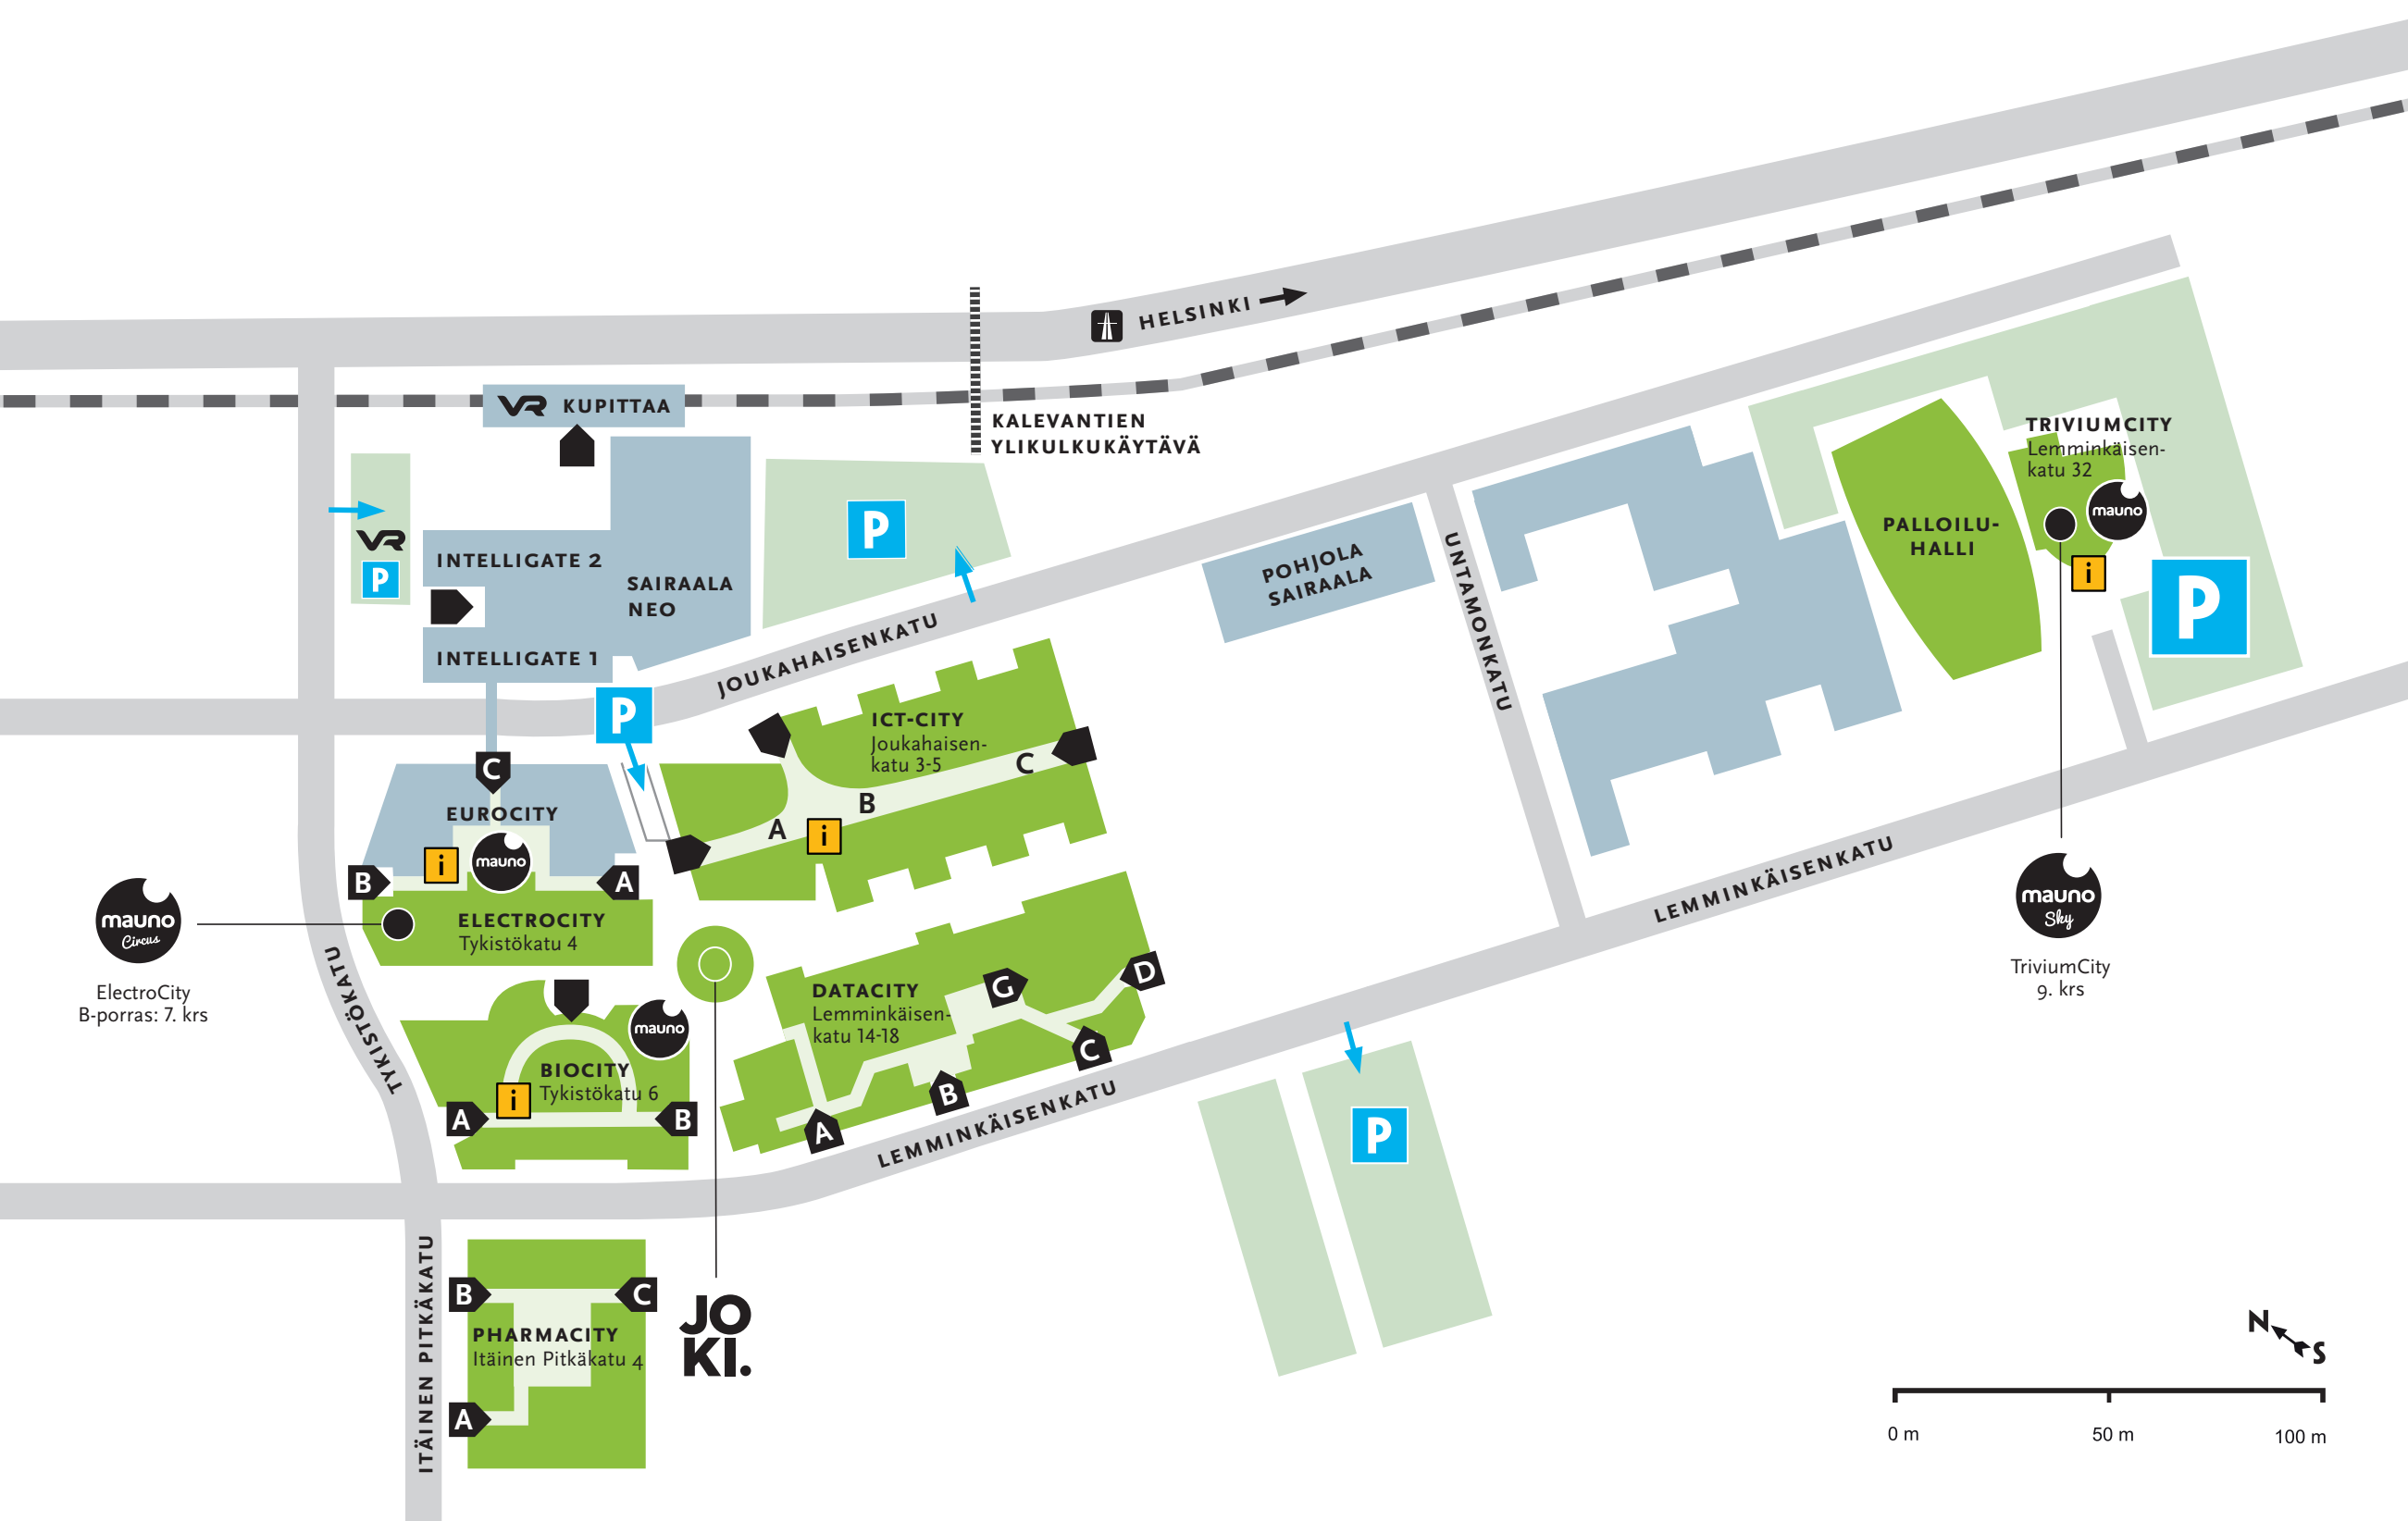 HELSINKI
VR KUPITTAA
KALEVANTIEN
YLIKULKUKÄYTÄVÄ
TRIVIUMCITY
Lemminkäisen-
katu 32
mauno
i
P
PALLOILU-
HALLI
VR
P
INTELLIGATE 2
SAIRAALA
NEO
INTELLIGATE 1
P
P
POHJOLA
SAIRAALA
UNTAMONKATU
JOUKAHAISENKATU
ICT-CITY
Joukahaisen-
katu 3-5
A
B
C
i
C
EUROCITY
i
mauno
B
A
ELECTROCITY
Tykistökatu 4
mauno
Circus
ElectroCity
B-porras: 7. krs
TYKISTÖKATU
mauno
BIOCITY
Tykistökatu 6
i
A
B
DATACITY
Lemminkäisen-
katu 14-18
G
D
C
B
A
LEMMINKÄISENKATU
LEMMINKÄISENKATU
mauno
Sky
TriviumCity
9. krs
P
ITÄINEN PITKÄKATU
B
C
PHARMACITY
Itäinen Pitkäkatu 4
A
JO
KI.
N
S
0 m
50 m
100 m